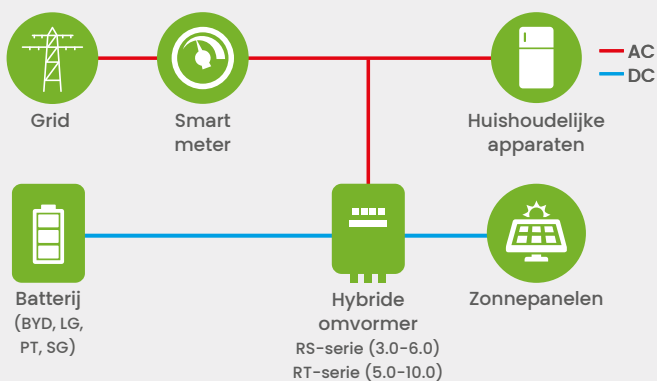 AC
DC
Grid
Smart
meter
Huishoudelijke
apparaten
Batterij
(BYD, LG,
PT, SG)
Hybride
omvormer
RS-serie (3.0-6.0)
RT-serie (5.0-10.0)
Zonnepanelen